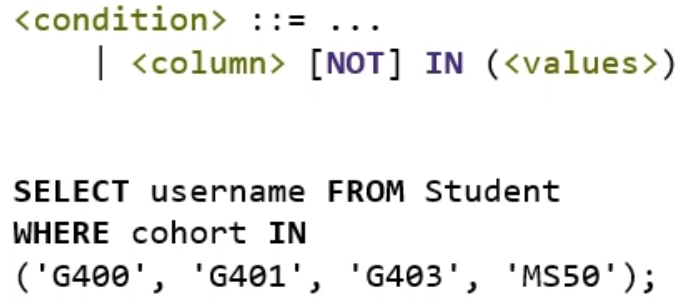 <condition> ::= ...
| <column> [NOT] IN (<values>)
SELECT username FROM Student
WHERE cohort IN
('G400', 'G401', 'G403', 'MS50');